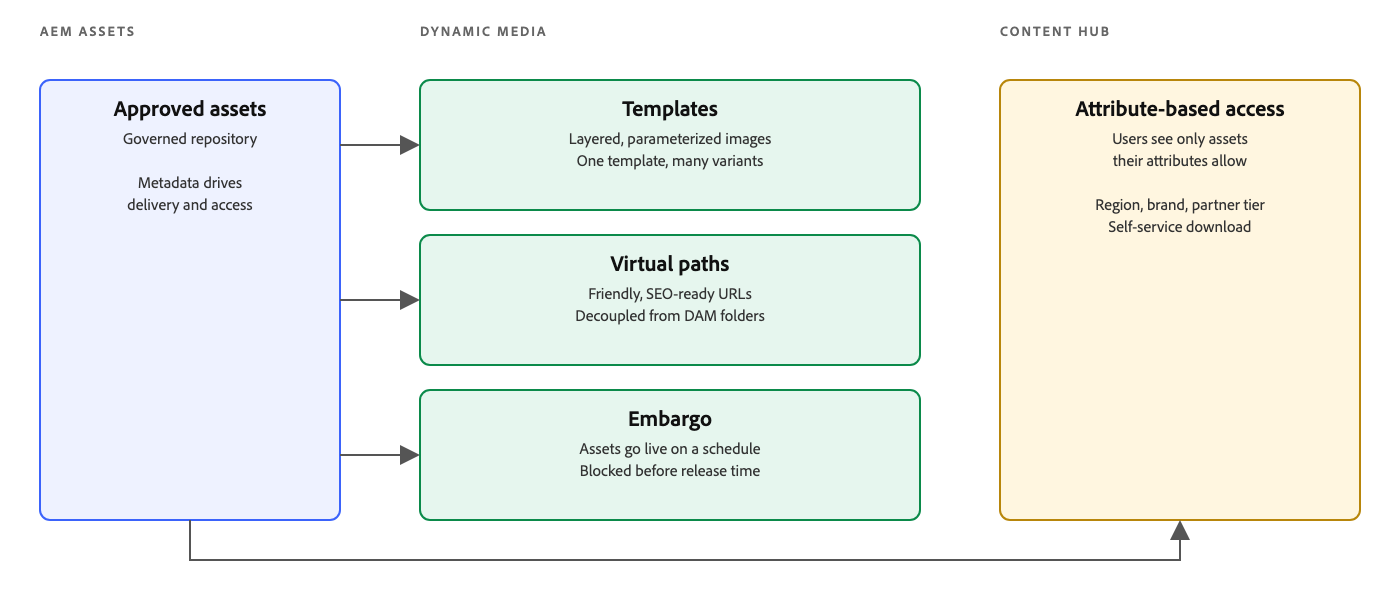 AEM ASSETS
DYNAMIC MEDIA
CONTENT HUB
Approved assets
Governed repository
Metadata drives
delivery and access
Templates
Layered, parameterized images
One template, many variants
Virtual paths
Friendly, SEO-ready URLs
Decoupled from DAM folders
Embargo
Assets go live on a schedule
Blocked before release time
Attribute-based access
Users see only assets
their attributes allow
Region, brand, partner tier
Self-service download